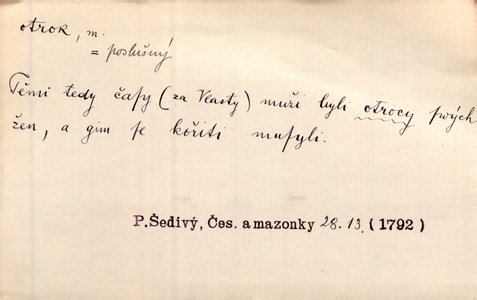 otrok, m.
= poslušný
Těmi tedy čaſy (za Vlasty) muži byli otrocy ſwých
žen, a gim ſe kořiti muſyli.
P.Šedivý, Čes. amazonky 28.13. (1792)